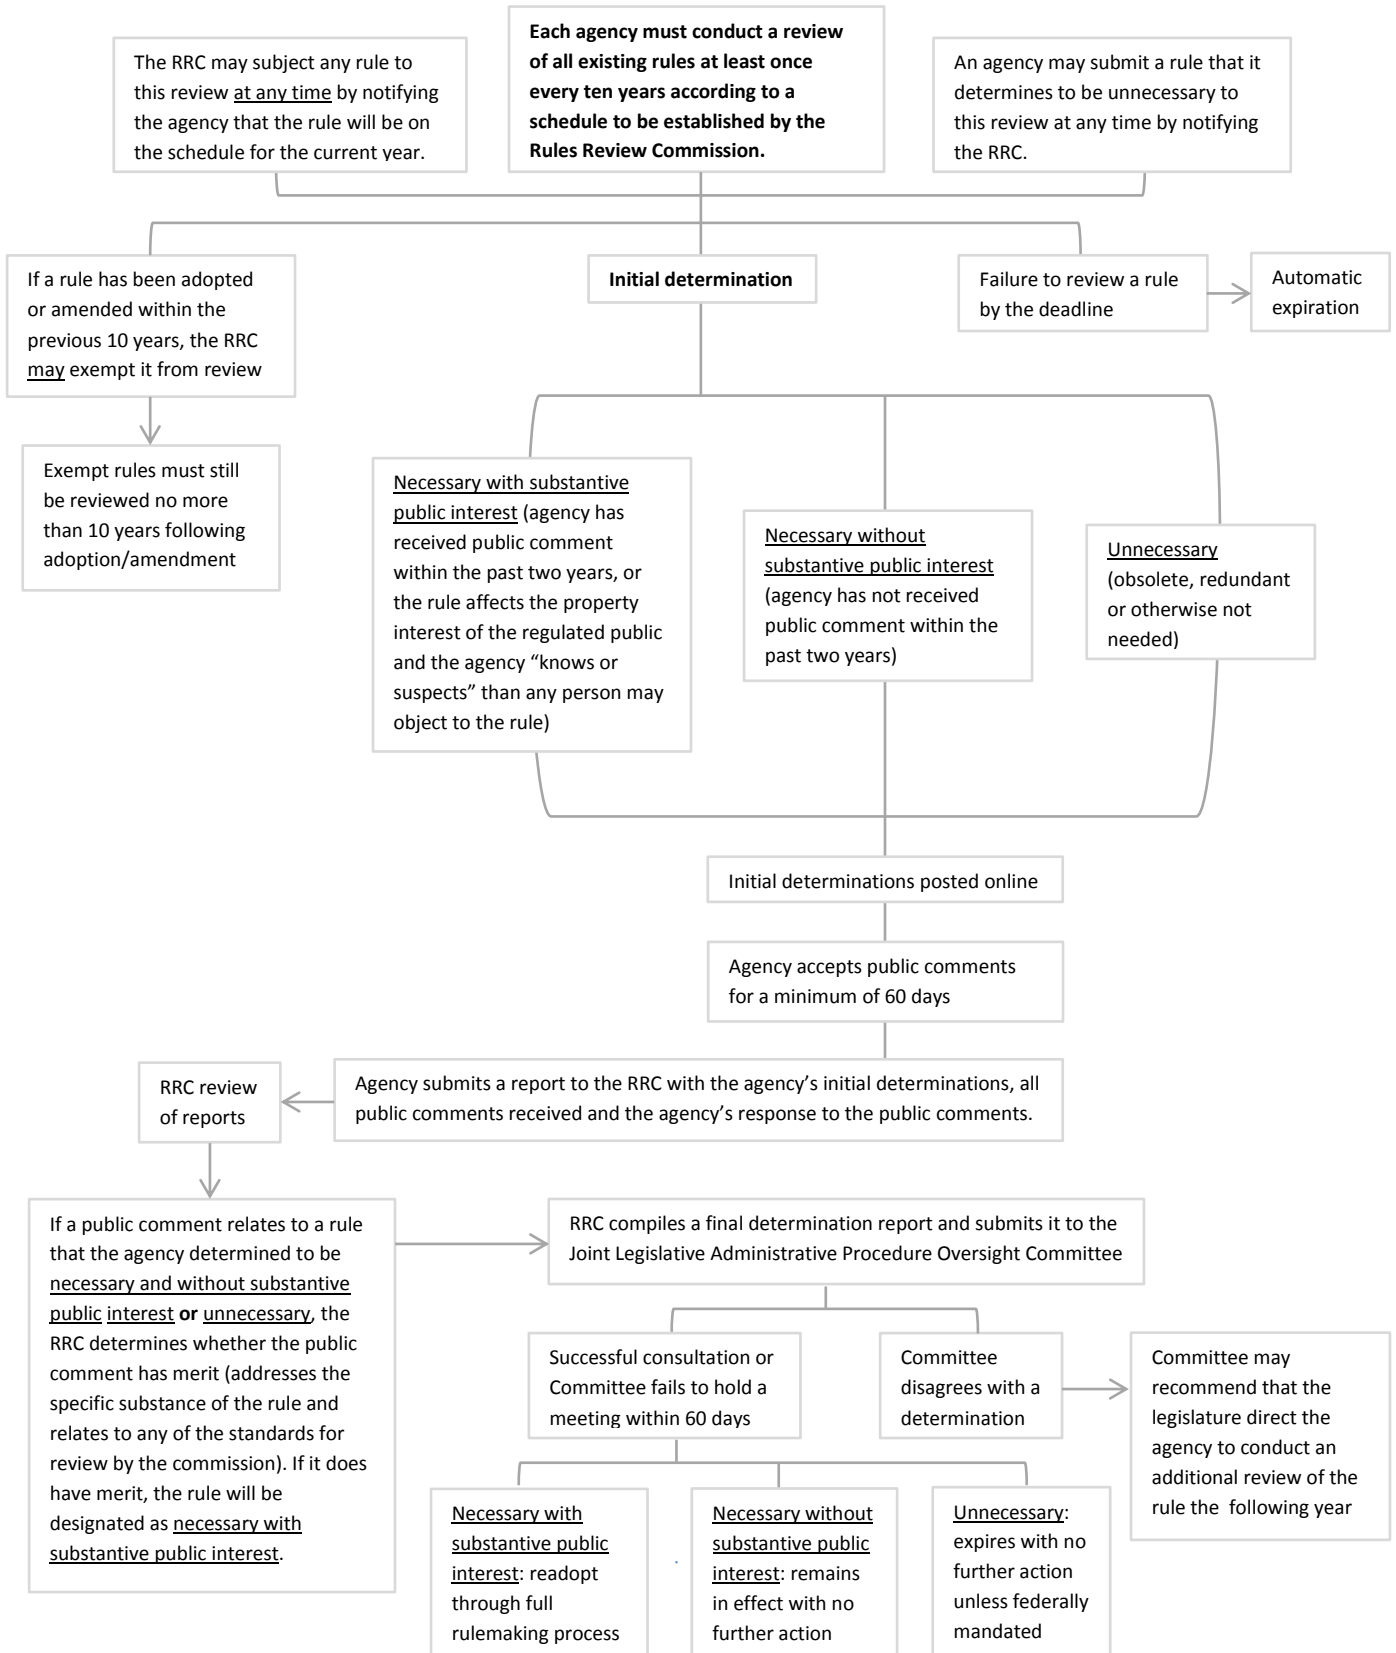 The RRC may subject any rule to
this review at any time by notifying
the agency that the rule will be on
the schedule for the current year.
Each agency must conduct a review
of all existing rules at least once
every ten years according to a
schedule to be established by the
Rules Review Commission.
An agency may submit a rule that it
determines to be unnecessary to
this review at any time by notifying
the RRC.
If a rule has been adopted
or amended within the
previous 10 years, the RRC
may exempt it from review
Initial determination
Failure to review a rule
by the deadline
Automatic
expiration
Exempt rules must still
be reviewed no more
than 10 years following
adoption/amendment
Necessary with substantive
public interest (agency has
received public comment
within the past two years, or
the rule affects the property
interest of the regulated public
and the agency “knows or
suspects” than any person may
object to the rule)
Necessary without
substantive public interest
(agency has not received
public comment within the
past two years)
Unnecessary
(obsolete, redundant
or otherwise not
needed)
Initial determinations posted online
Agency accepts public comments
for a minimum of 60 days
Agency submits a report to the RRC with the agency’s initial determinations, all
public comments received and the agency’s response to the public comments.
RRC review
of reports
If a public comment relates to a rule
that the agency determined to be
necessary and without substantive
public interest or unnecessary, the
RRC determines whether the public
comment has merit (addresses the
specific substance of the rule and
relates to any of the standards for
review by the commission). If it does
have merit, the rule will be
designated as necessary with
substantive public interest.
RRC compiles a final determination report and submits it to the
Joint Legislative Administrative Procedure Oversight Committee
Successful consultation or
Committee fails to hold a
meeting within 60 days
Committee
disagrees with a
determination
Committee may
recommend that the
legislature direct the
agency to conduct an
additional review of the
rule the following year
Necessary with
substantive public
interest: readopt
through full
rulemaking process
Necessary without
substantive public
interest: remains
in effect with no
further action
Unnecessary:
expires with no
further action
unless federally
mandated